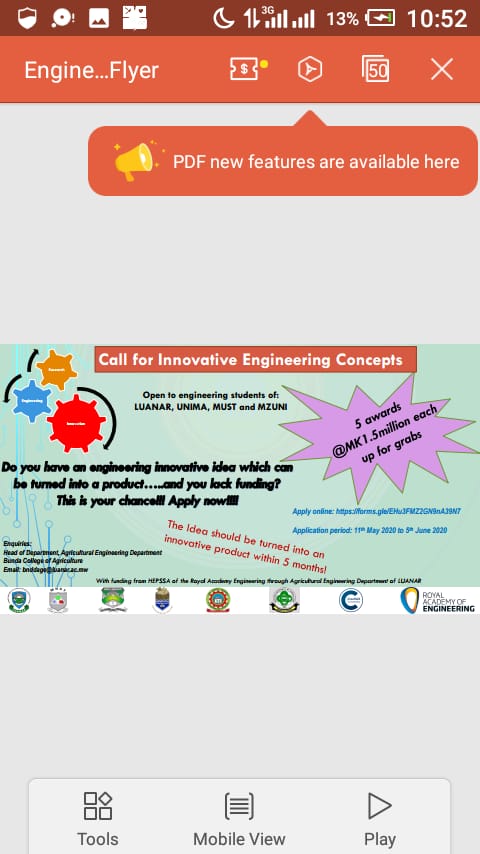 3G
13%
10:52
Engine...Flyer
$
50
PDF new features are available here
Call for Innovative Engineering Concepts
Research
Engineering
Innovation
Open to engineering students of:
LUANAR, UNIMA, MUST and MZUNI
5 awards
@MK1.5million each
up for grabs
Do you have an engineering innovative idea which can
be turned into a product.....and you lack funding?
This is your chance!!! Apply now!!!!
Apply online: https://forms.gle/EHu3FMZ2GN9nA39N7
Application period: 11th May 2020 to 5th June 2020
The Idea should be turned into an
innovative product within 5 months!
Enquiries:
Head of Department, Agricultural Engineering Department
Bunda College of Agriculture
Email: bniddage@luanar.ac.mw
With funding from HEPSSA of the Royal Academy Engineering through Agricultural Engineering Department of LUANAR
ROYAL
ACADEMY OF
ENGINEERING
Tools
Mobile View
Play